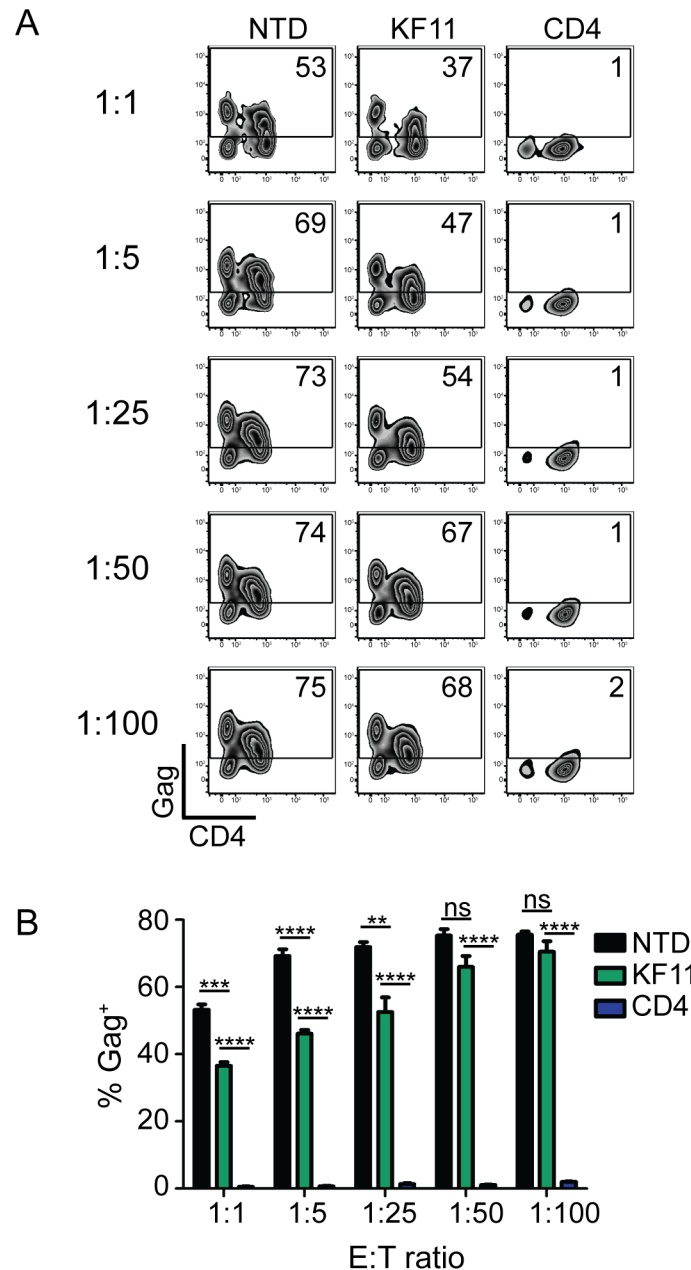 A
NTD KF11 CD4
1:1 53 37 1
1:5 69 47 1
1:25 73 54 1
1:50 74 67 1
1:100 75 68 2
Gag
CD4
B
80
60
40
20
0
% Gag⁺
*** ****
**** ****
** ****
ns ****
ns ****
NTD
KF11
CD4
1:1 1:5 1:25 1:50 1:100
E:T ratio